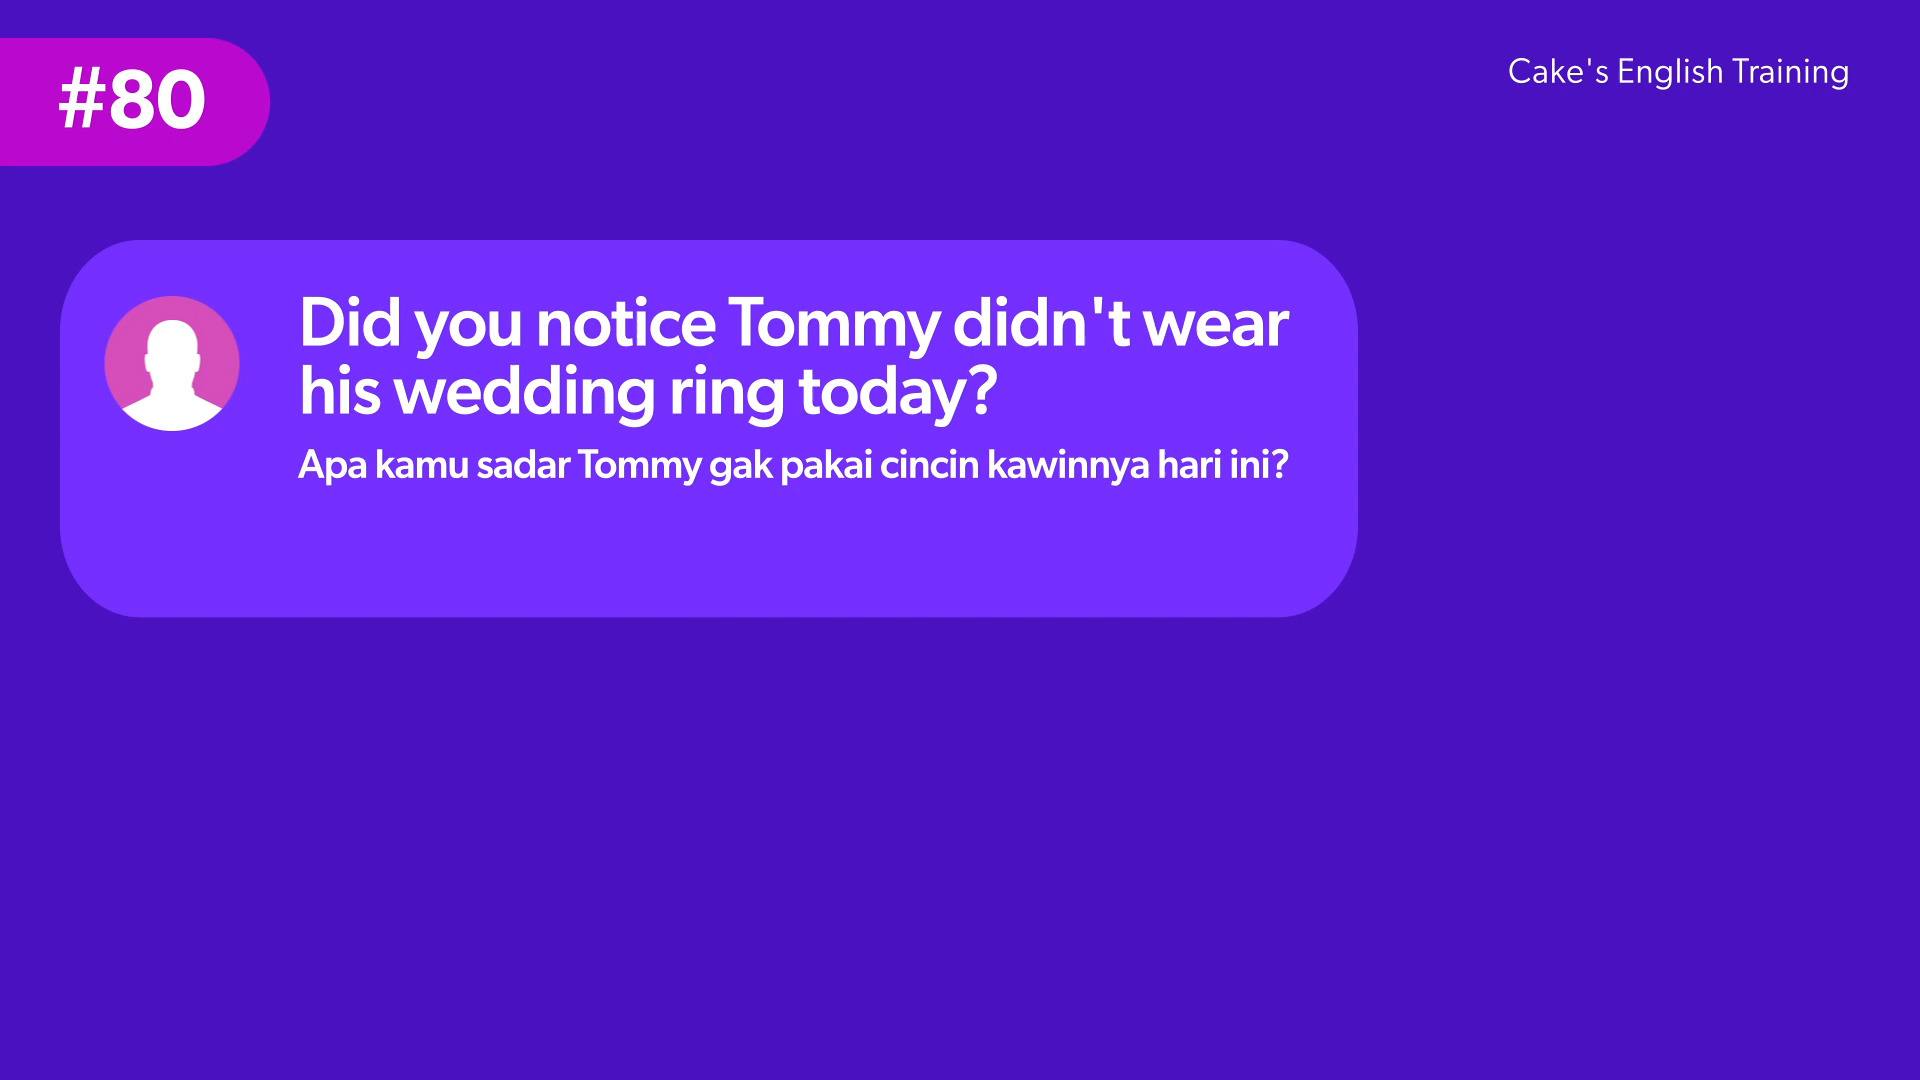 #80
Cake's English Training
Did you notice Tommy didn't wear
his wedding ring today?
Apa kamu sadar Tommy gak pakai cincin kawinnya hari ini?